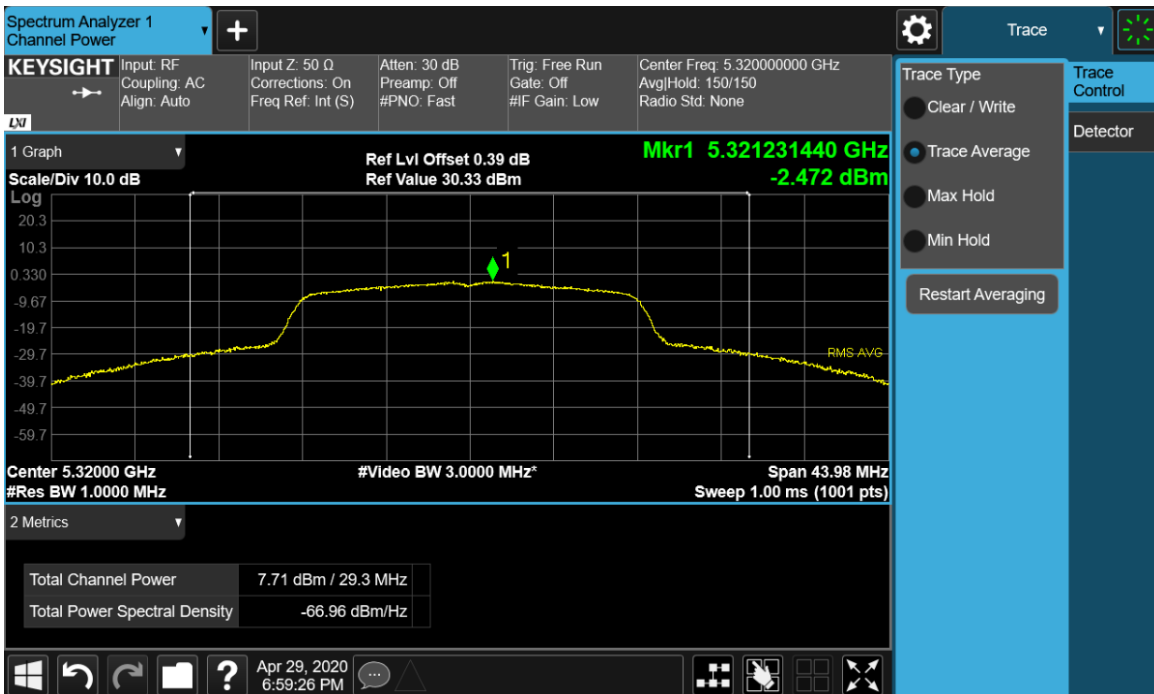 Spectrum Analyzer 1
Channel Power
+
Trace
KEYSIGHT
LXI
Input: RF
Coupling: AC
Align: Auto
Input Z: 50 Ω
Corrections: On
Freq Ref: Int (S)
Atten: 30 dB
Preamp: Off
#PNO: Fast
Trig: Free Run
Gate: Off
#IF Gain: Low
Center Freq: 5.320000000 GHz
Avg|Hold: 150/150
Radio Std: None
Trace Type
Clear / Write
Trace Average
Max Hold
Min Hold
Restart Averaging
Trace
Control
Detector
1 Graph
Scale/Div 10.0 dB
Ref Lvl Offset 0.39 dB
Ref Value 30.33 dBm
Mkr1 5.321231440 GHz
-2.472 dBm
Log
20.3
10.3
0.330
-9.67
-19.7
-29.7
-39.7
-49.7
-59.7
1
RMS AVG
Center 5.32000 GHz
#Res BW 1.0000 MHz
#Video BW 3.0000 MHz*
Span 43.98 MHz
Sweep 1.00 ms (1001 pts)
2 Metrics
Total Channel Power 7.71 dBm / 29.3 MHz
Total Power Spectral Density -66.96 dBm/Hz
?
Apr 29, 2020
6:59:26 PM